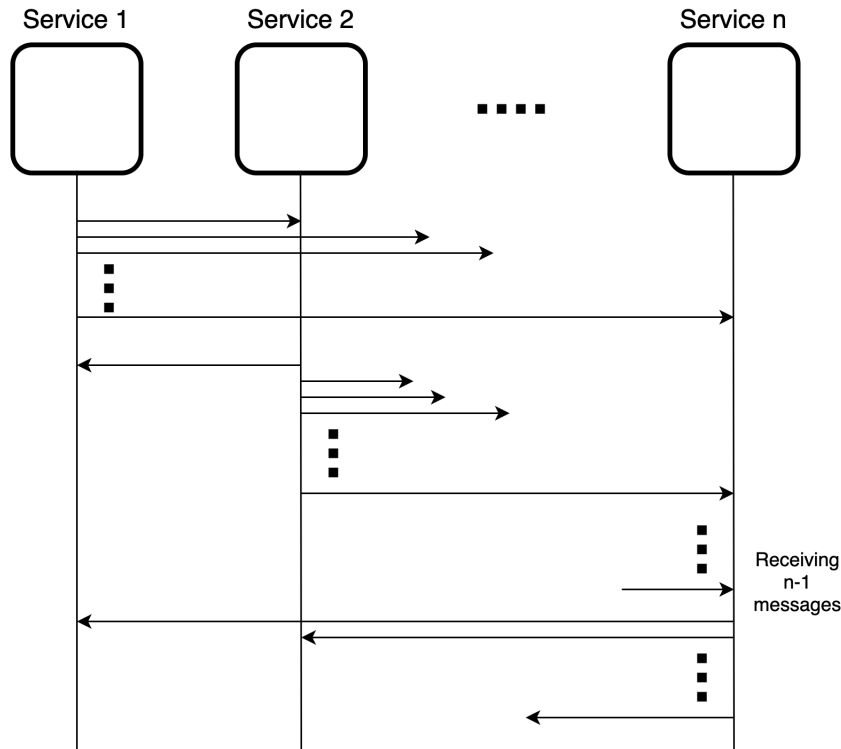 Service 1
Service 2
Service n
Receiving
n-1
messages